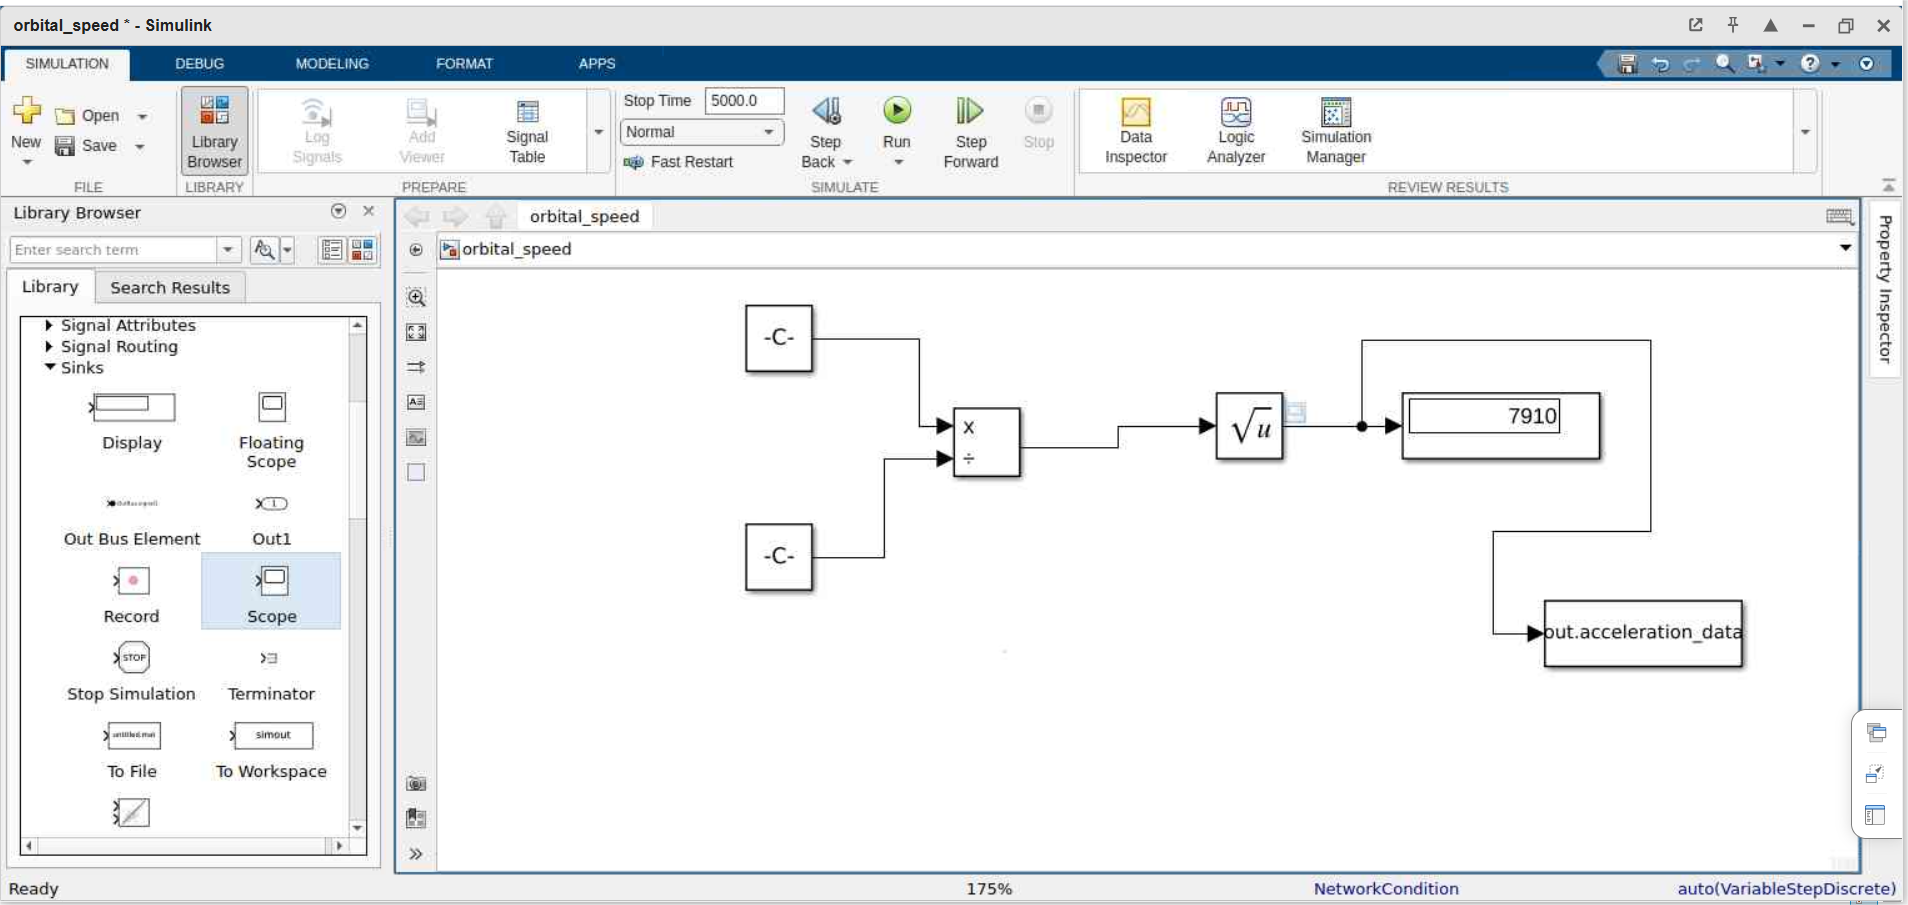 orbital_speed * - Simulink
SIMULATION DEBUG MODELING FORMAT APPS
New
Open
Save
FILE
Library
Browser
LIBRARY
Log
Signals
Add
Viewer
Signal
Table
PREPARE
Stop Time 5000.0
Normal
Fast Restart
Step
Back
Run
Step
Forward
Stop
SIMULATE
Data
Inspector
Logic
Analyzer
Simulation
Manager
REVIEW RESULTS
Library Browser
Enter search term
Library Search Results
Signal Attributes
Signal Routing
Sinks
Display
Floating
Scope
Out Bus Element
1
Out1
Record
Scope
STOP
Stop Simulation
Terminator
untitled.mat
To File
simout
To Workspace
orbital_speed
orbital_speed
-C-
-C-
x
÷
√u
7910
out.acceleration_data
Property Inspector
Ready
175%
NetworkCondition
auto(VariableStepDiscrete)